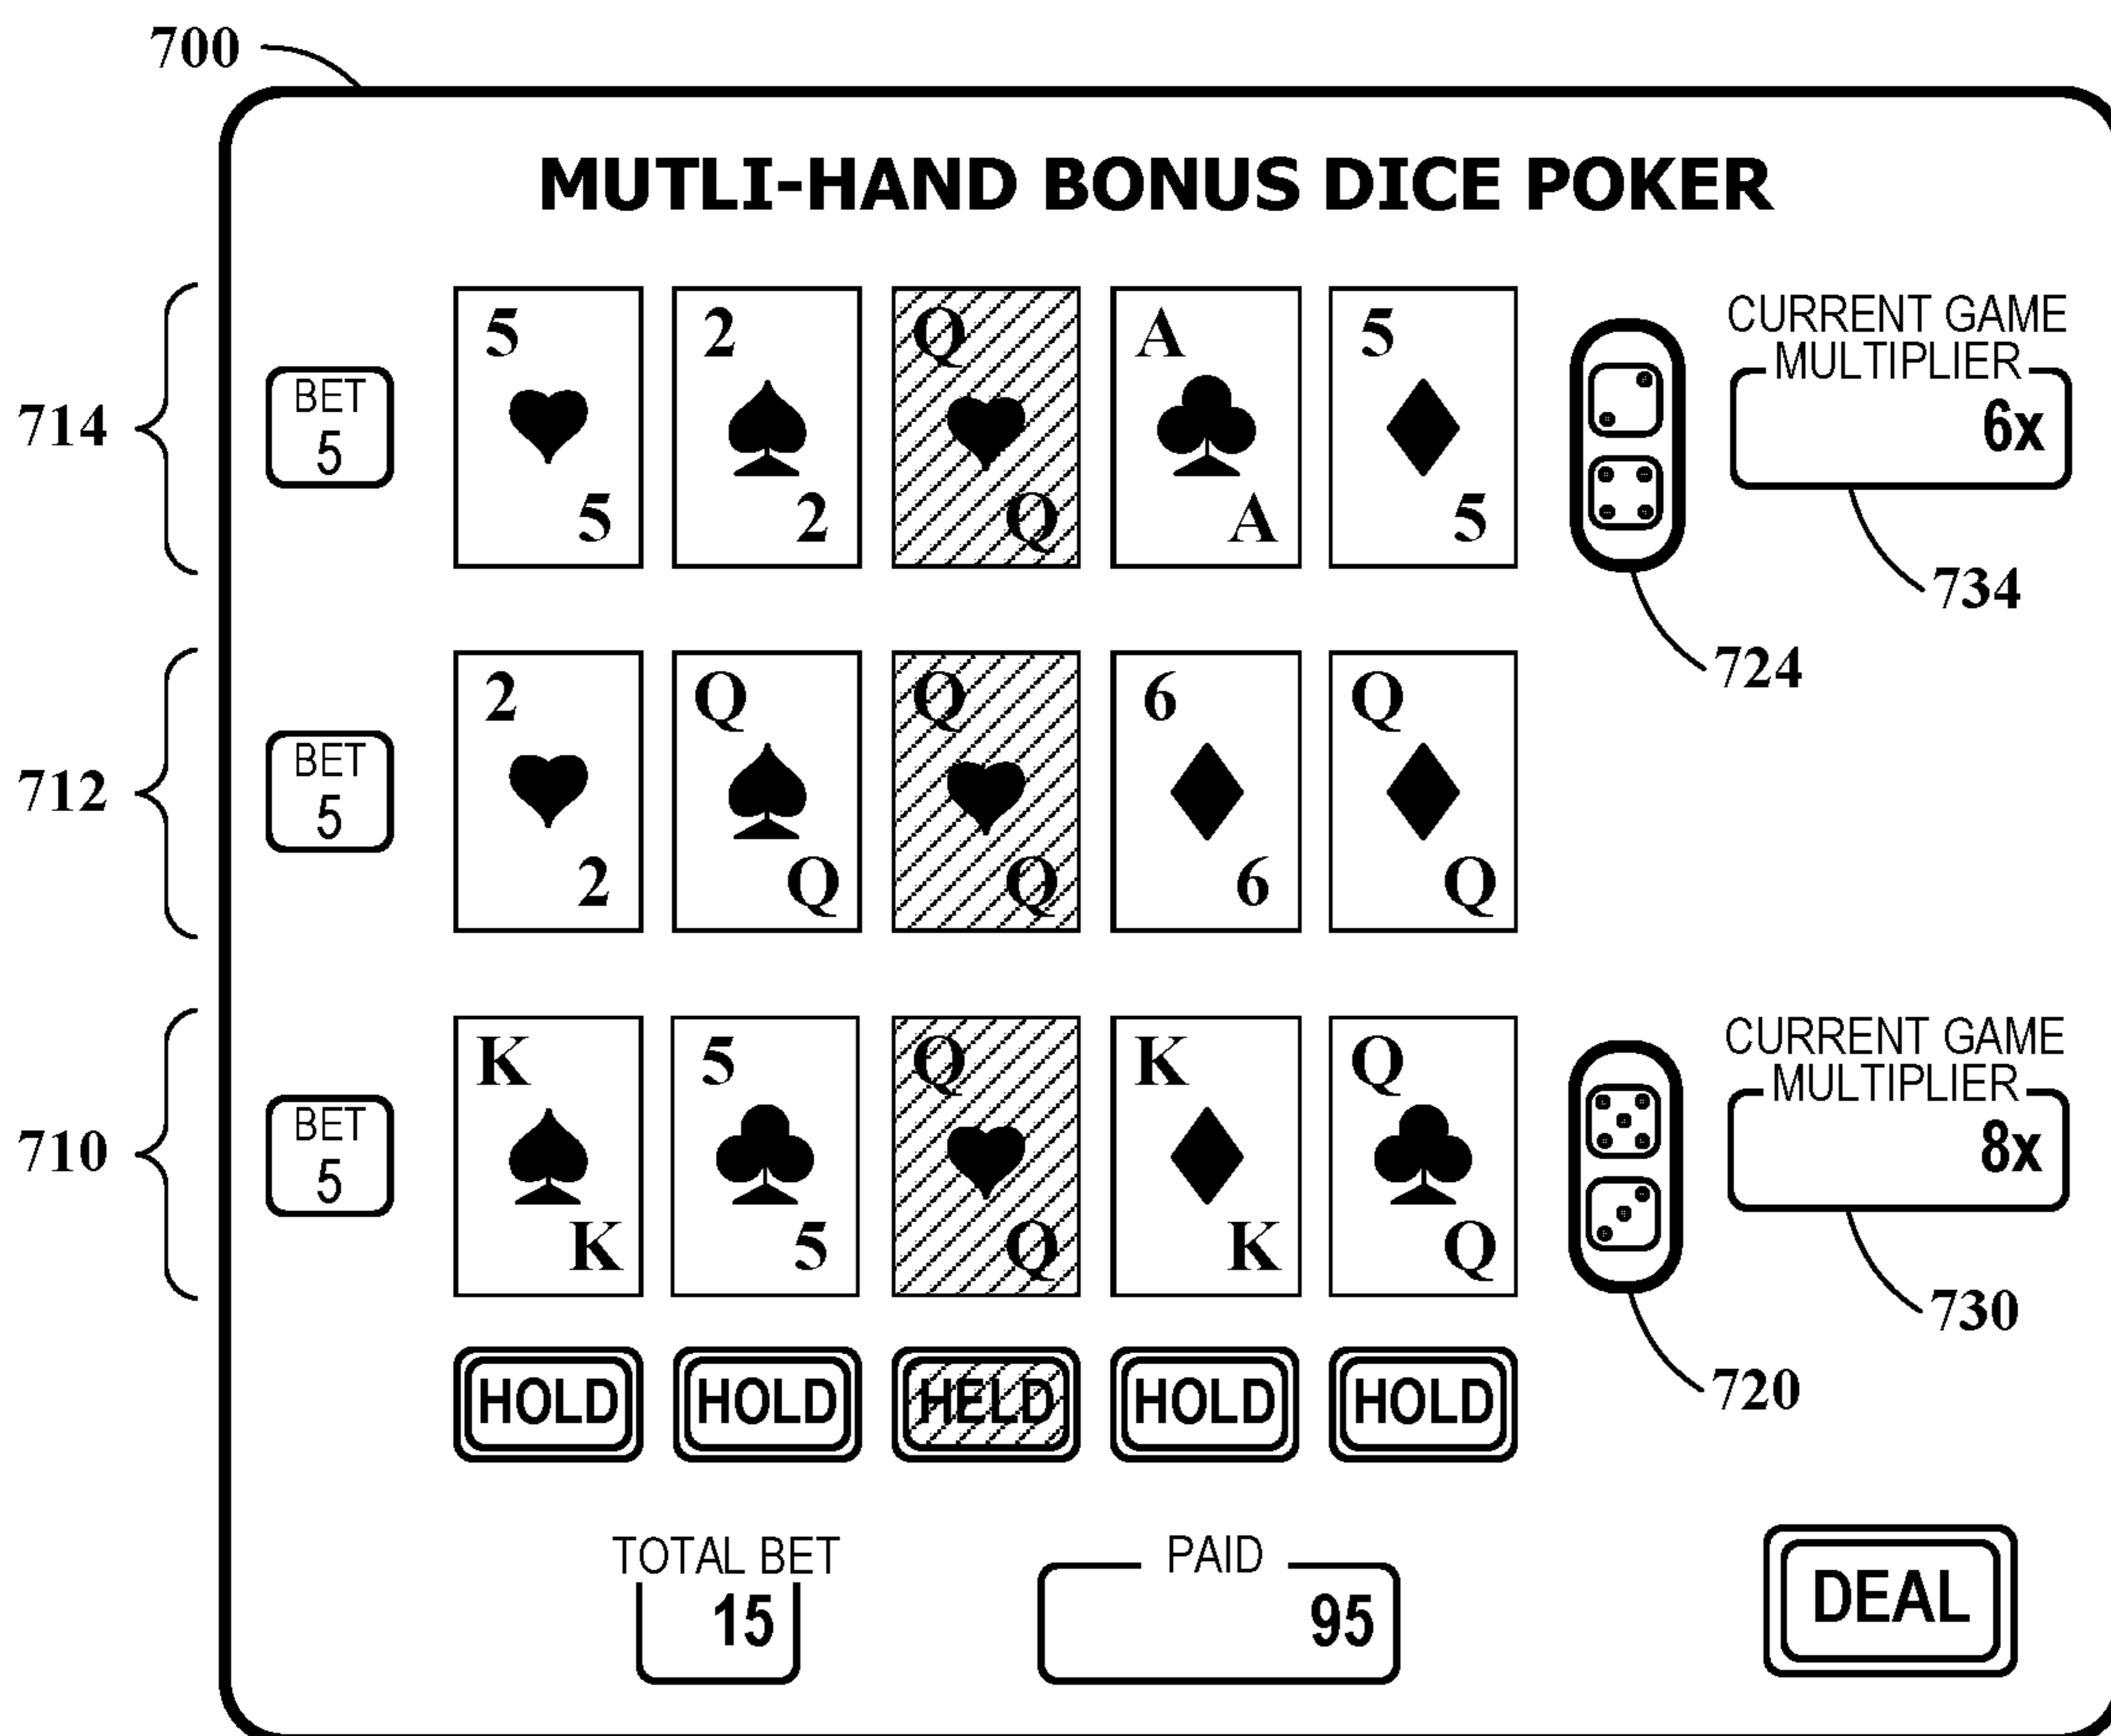 700
MUTLI-HAND BONUS DICE POKER
714
BET
5
5 2 Q A 5
5 2 Q A 5
CURRENT GAME
MULTIPLIER
6x
734
724
712
BET
5
2 Q Q 6 Q
2 Q Q 6 Q
710
BET
5
K 5 Q K Q
K 5 Q K Q
CURRENT GAME
MULTIPLIER
8x
730
720
HOLD HOLD HELD HOLD HOLD
TOTAL BET
15
PAID
95
DEAL